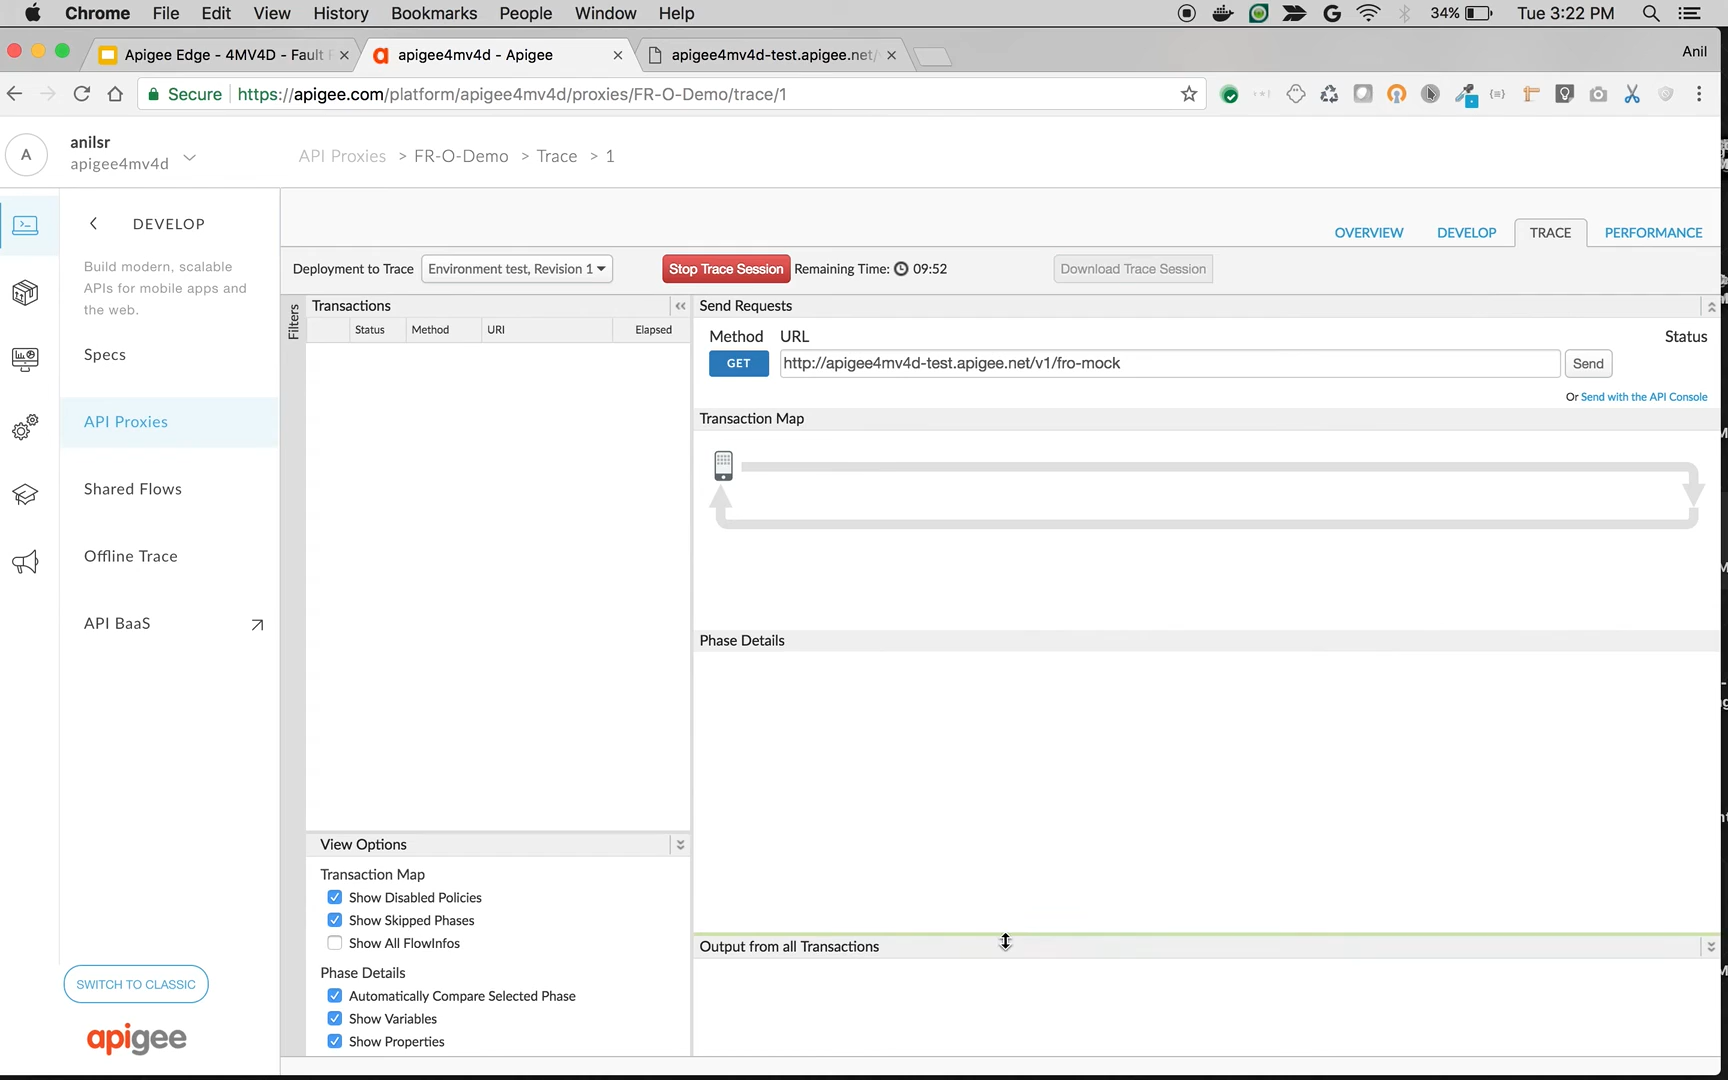 Chrome File Edit View History Bookmarks People Window Help 34% Tue 3:22 PM
Apigee Edge - 4MV4D - Fault
apigee4mv4d - Apigee
apigee4mv4d-test.apigee.net/
Anil
Secure https://apigee.com/platform/apigee4mv4d/proxies/FR-O-Demo/trace/1
A
anilsr
apigee4mv4d
API Proxies > FR-O-Demo > Trace > 1
DEVELOP
Build modern, scalable
APIs for mobile apps and
the web.
Specs
API Proxies
Shared Flows
Offline Trace
API BaaS
SWITCH TO CLASSIC
apigee
OVERVIEW DEVELOP TRACE PERFORMANCE
Deployment to Trace Environment test, Revision 1 Stop Trace Session Remaining Time: 09:52 Download Trace Session
Filters
Transactions
Status Method URI Elapsed
View Options
Transaction Map
Show Disabled Policies
Show Skipped Phases
Show All FlowInfos
Phase Details
Automatically Compare Selected Phase
Show Variables
Show Properties
Send Requests
Method URL Status
GET http://apigee4mv4d-test.apigee.net/v1/fro-mock Send
Or Send with the API Console
Transaction Map
Phase Details
Output from all Transactions